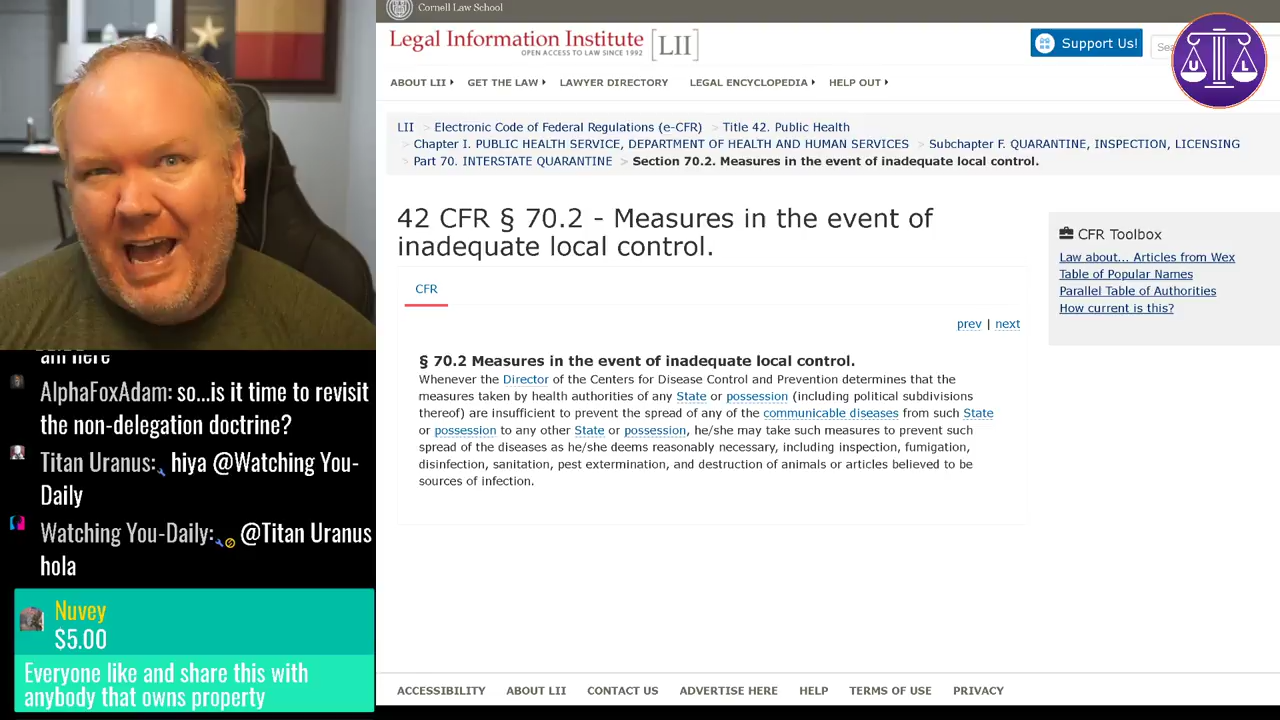 Cornell Law School
Legal Information Institute [LII]
OPEN ACCESS TO LAW SINCE 1992
Support Us!
Sea
U L
ABOUT LII GET THE LAW LAWYER DIRECTORY LEGAL ENCYCLOPEDIA HELP OUT
LII > Electronic Code of Federal Regulations (e-CFR) > Title 42. Public Health
> Chapter I. PUBLIC HEALTH SERVICE, DEPARTMENT OF HEALTH AND HUMAN SERVICES > Subchapter F. QUARANTINE, INSPECTION, LICENSING
> Part 70. INTERSTATE QUARANTINE > Section 70.2. Measures in the event of inadequate local control.
42 CFR § 70.2 - Measures in the event of
inadequate local control.
CFR
prev | next
§ 70.2 Measures in the event of inadequate local control.
Whenever the Director of the Centers for Disease Control and Prevention determines that the
measures taken by health authorities of any State or possession (including political subdivisions
thereof) are insufficient to prevent the spread of any of the communicable diseases from such State
or possession to any other State or possession, he/she may take such measures to prevent such
spread of the diseases as he/she deems reasonably necessary, including inspection, fumigation,
disinfection, sanitation, pest extermination, and destruction of animals or articles believed to be
sources of infection.
CFR Toolbox
Law about... Articles from Wex
Table of Popular Names
Parallel Table of Authorities
How current is this?
ACCESSIBILITY ABOUT LII CONTACT US ADVERTISE HERE HELP TERMS OF USE PRIVACY
am here
AlphaFoxAdam: so...is it time to revisit
the non-delegation doctrine?
Titan Uranus: hiya @Watching You-
Daily
Watching You-Daily: @Titan Uranus
hola
Nuvey
$5.00
Everyone like and share this with
anybody that owns property